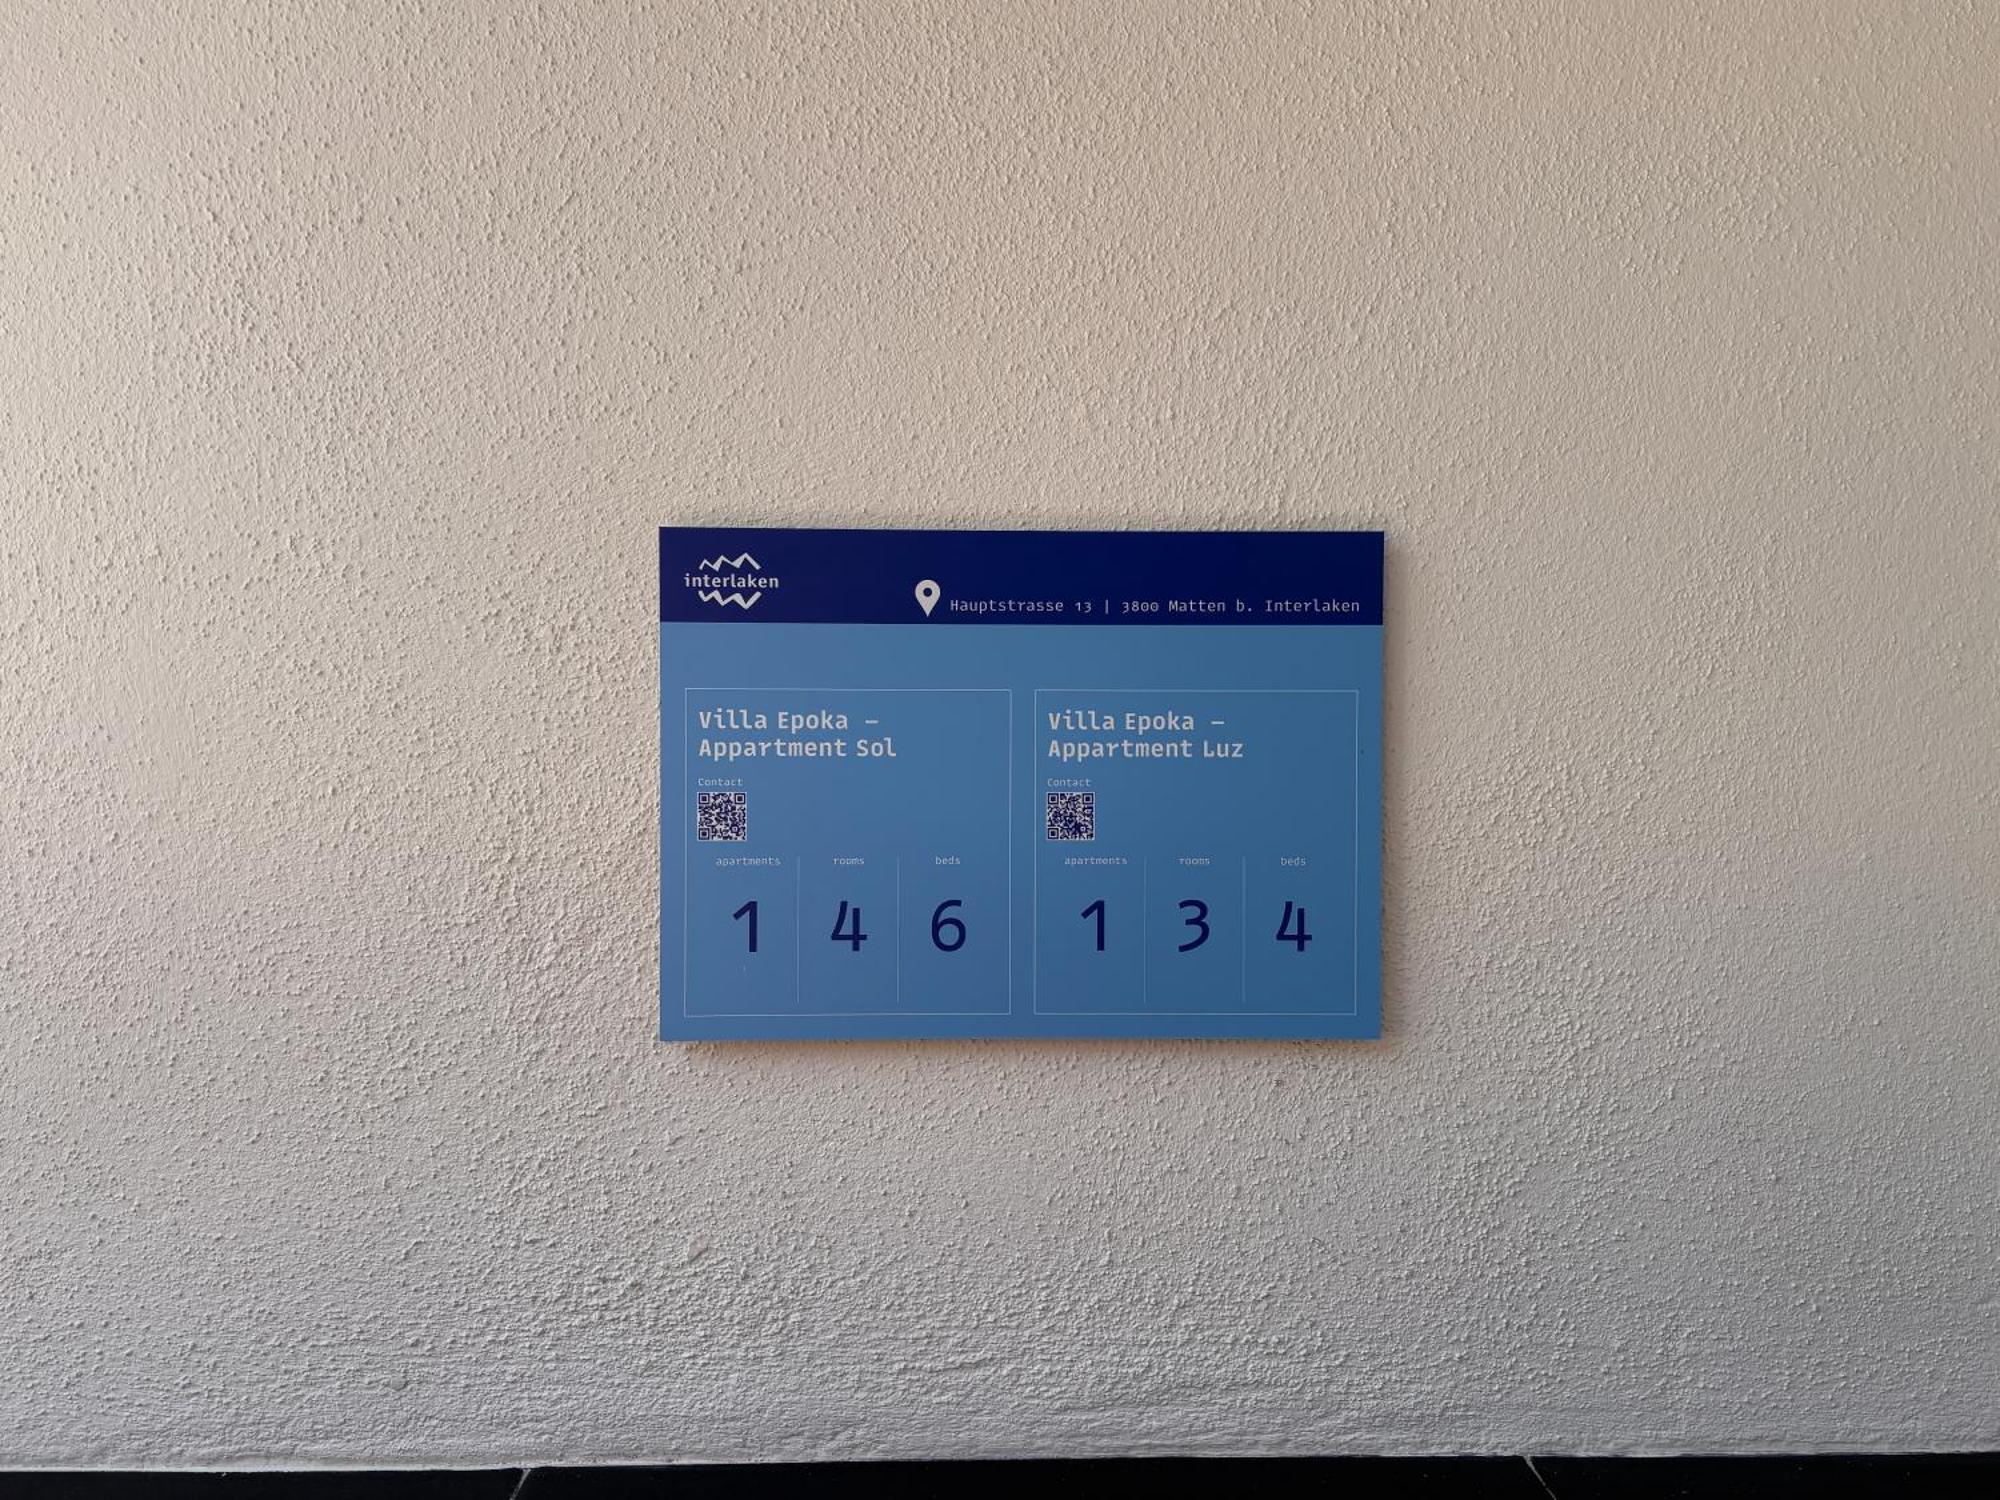 interlaken
Hauptstrasse 13 | 3800 Matten b. Interlaken
Villa Epoka –
Appartment Sol
Contact
apartments rooms beds
1 4 6
Villa Epoka –
Appartment Luz
Contact
apartments rooms beds
1 3 4